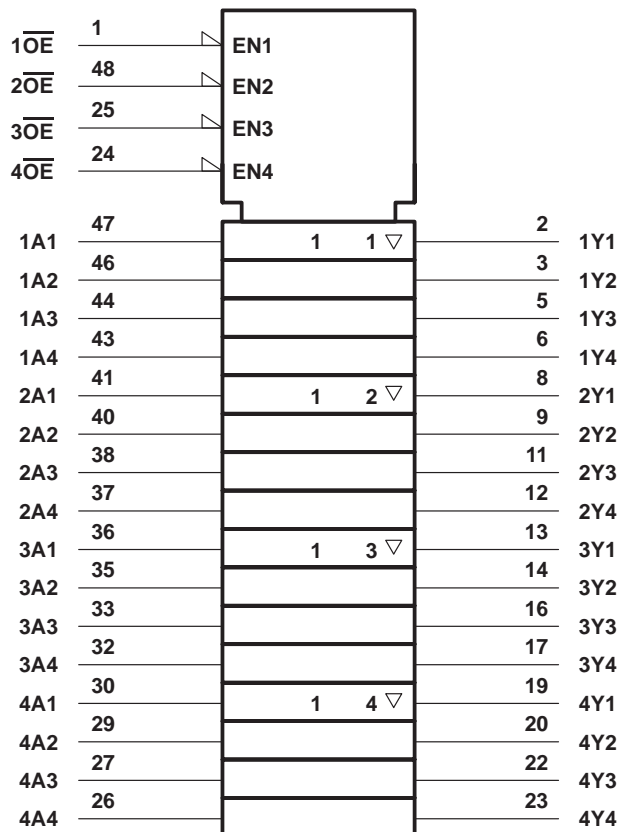 1O̅E̅ 1 EN1
2O̅E̅ 48 EN2
3O̅E̅ 25 EN3
4O̅E̅ 24 EN4
1A1 47 1 1 ▽ 2 1Y1
1A2 46 3 1Y2
1A3 44 5 1Y3
1A4 43 6 1Y4
2A1 41 1 2 ▽ 8 2Y1
2A2 40 9 2Y2
2A3 38 11 2Y3
2A4 37 12 2Y4
3A1 36 1 3 ▽ 13 3Y1
3A2 35 14 3Y2
3A3 33 16 3Y3
3A4 32 17 3Y4
4A1 30 1 4 ▽ 19 4Y1
4A2 29 20 4Y2
4A3 27 22 4Y3
4A4 26 23 4Y4